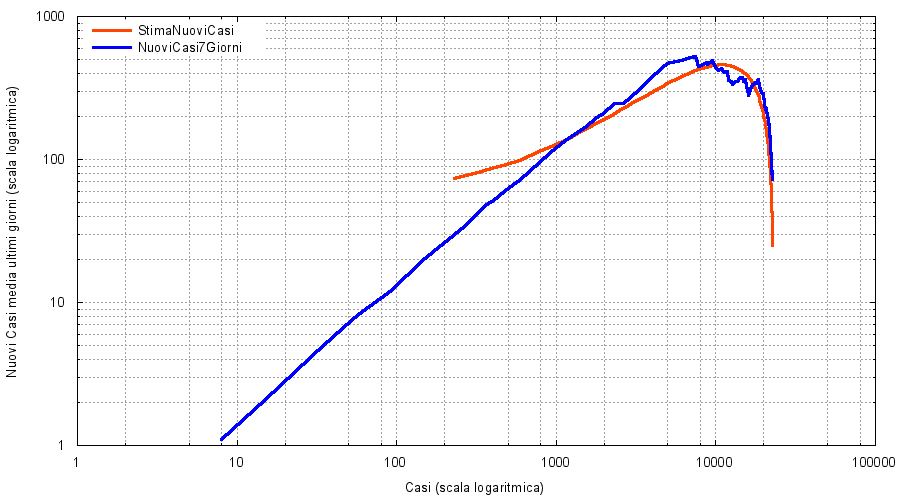 StimaNuoviCasi
NuoviCasi7Giorni
Nuovi Casi media ultimi giorni (scala logaritmica)
1000
100
10
1
1 10 100 1000 10000 100000
Casi (scala logaritmica)